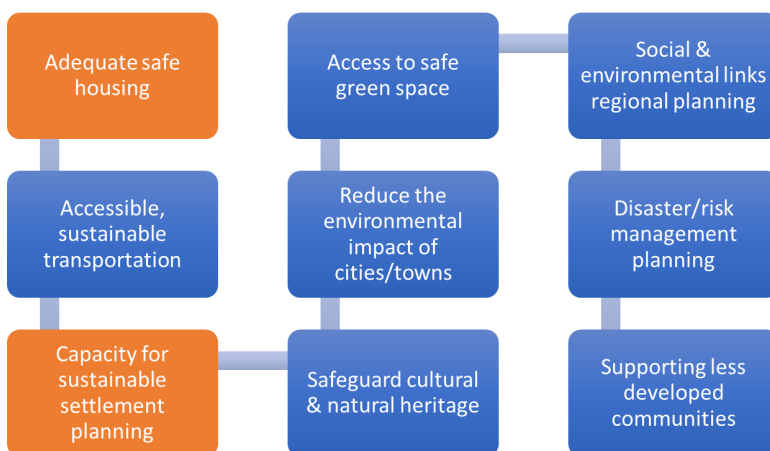 Adequate safe
housing
Accessible,
sustainable
transportation
Capacity for
sustainable
settlement
planning
Safeguard cultural
& natural heritage
Reduce the
environmental
impact of
cities/towns
Access to safe
green space
Social &
environmental links
regional planning
Disaster/risk
management
planning
Supporting less
developed
communities